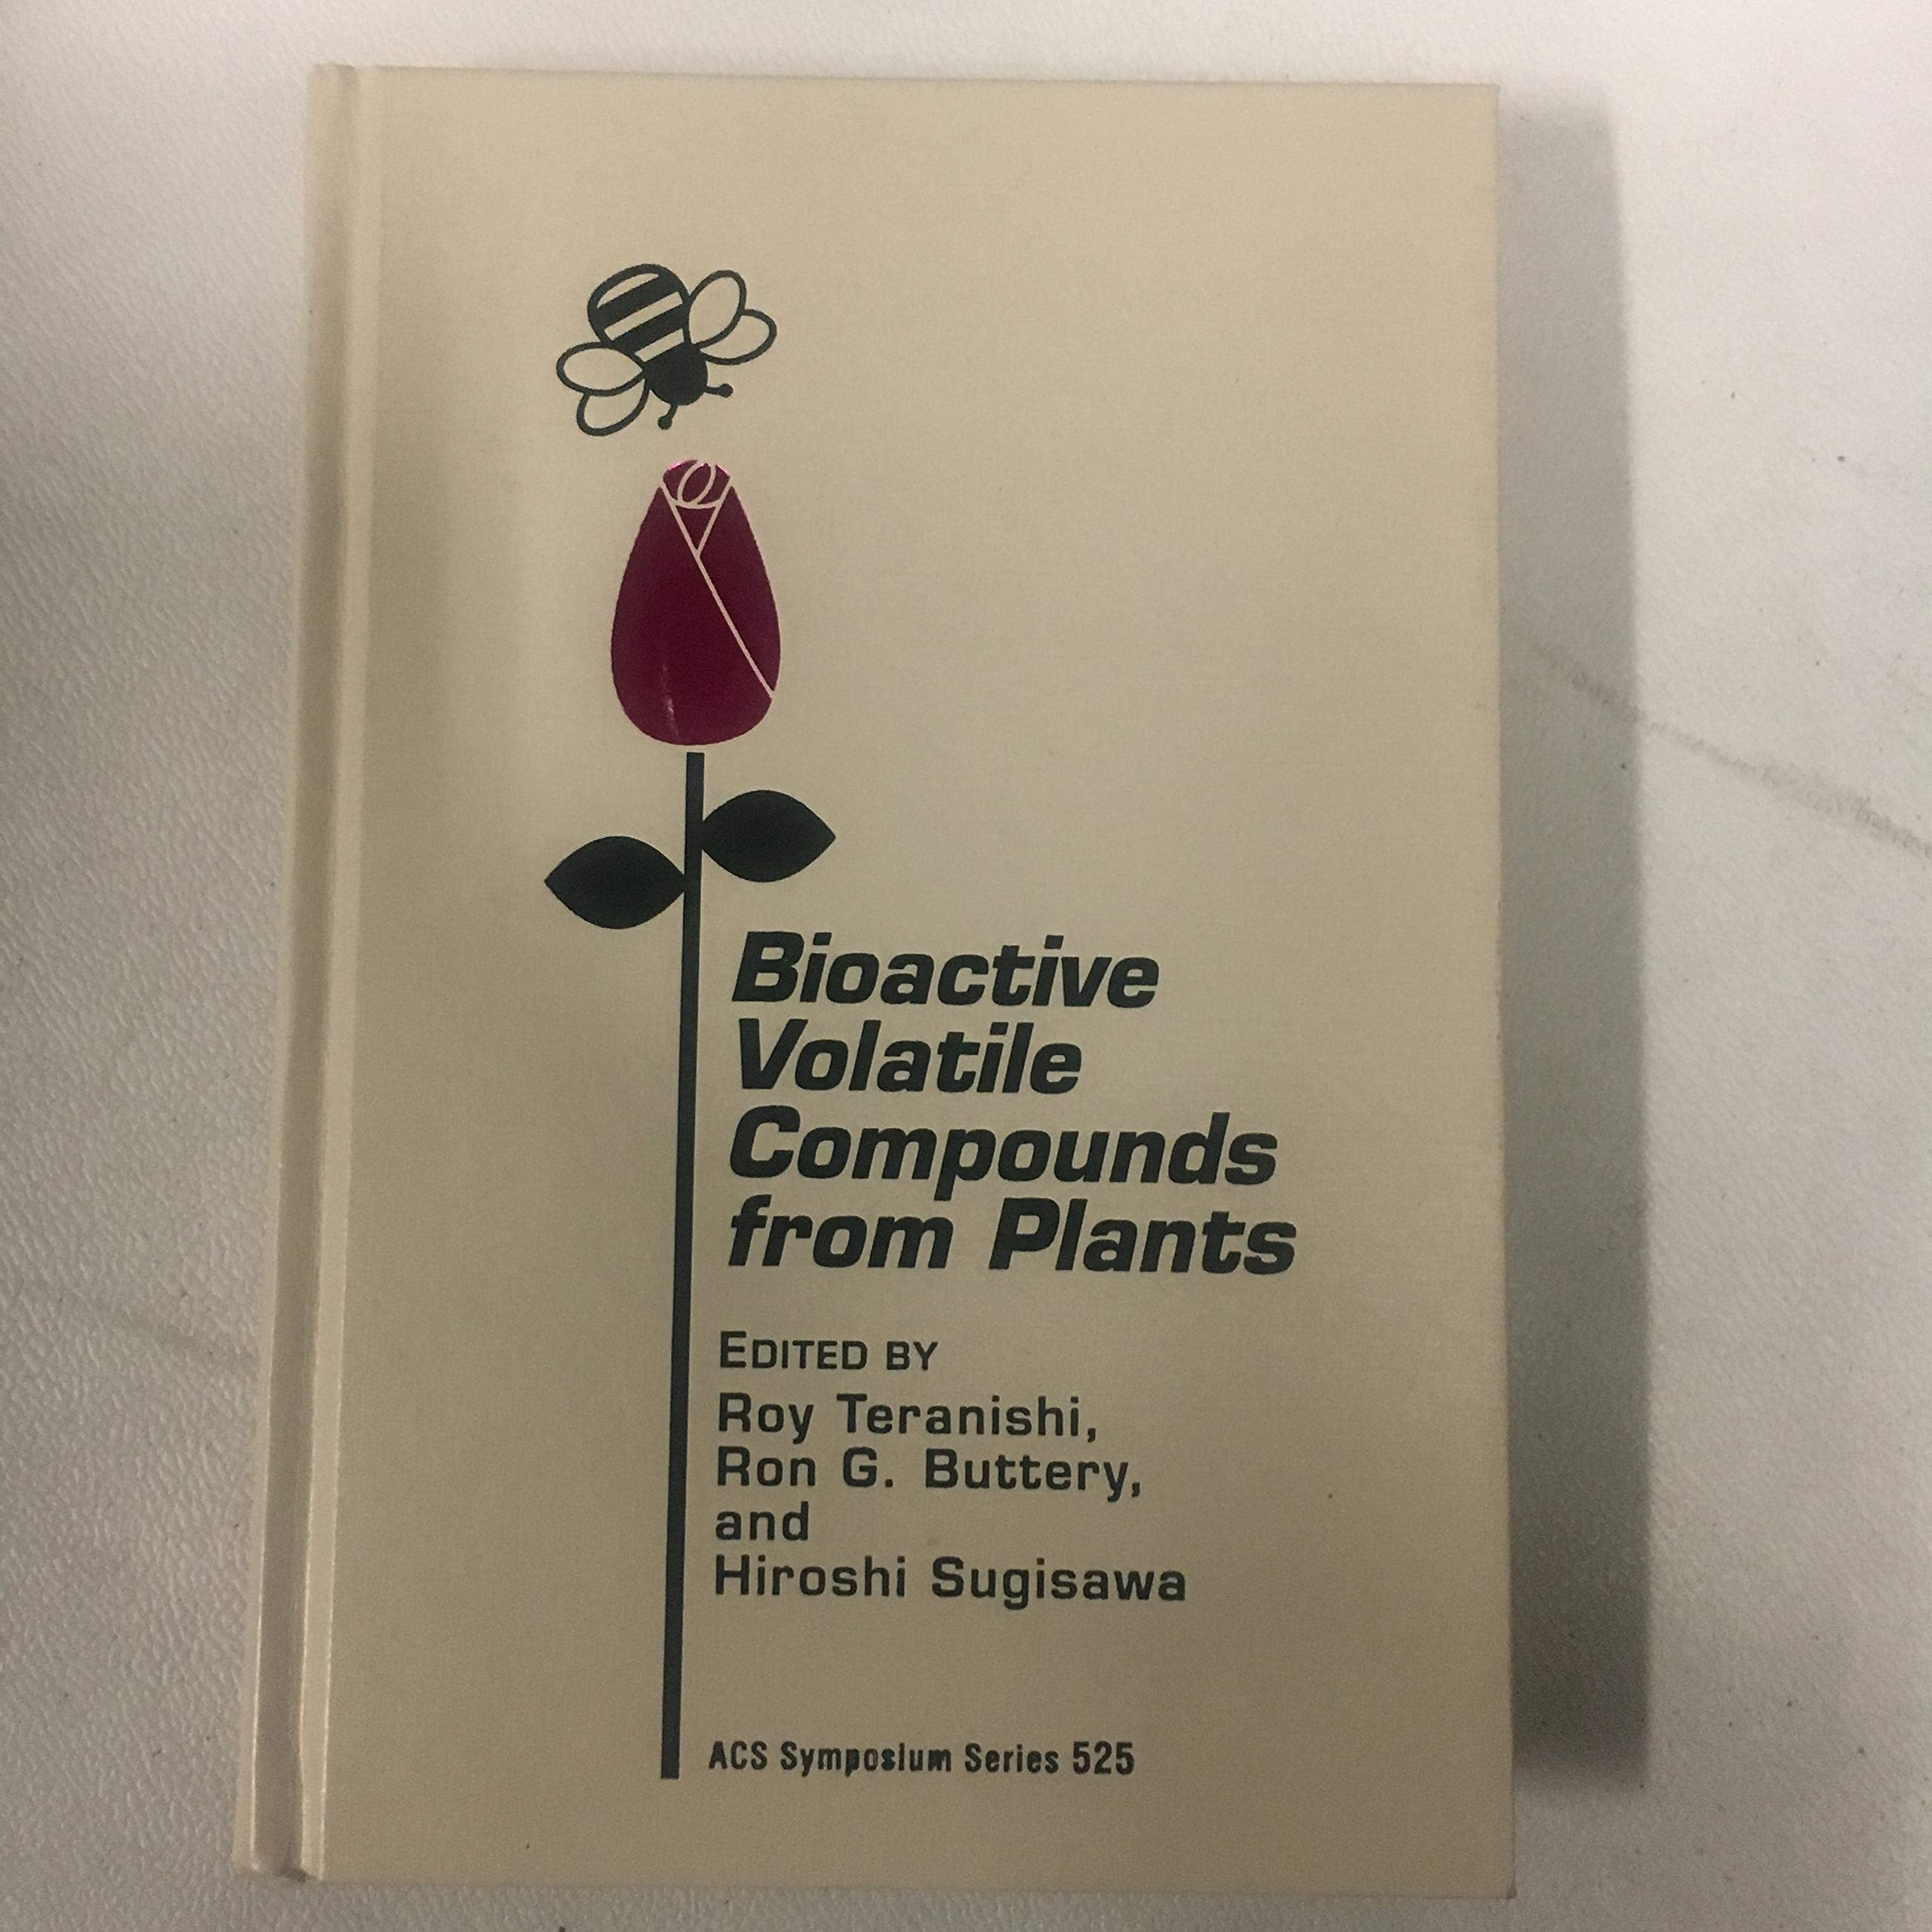 Bioactive
Volatile
Compounds
from Plants
EDITED BY
Roy Teranishi,
Ron G. Buttery,
and
Hiroshi Sugisawa
ACS Symposium Series 525